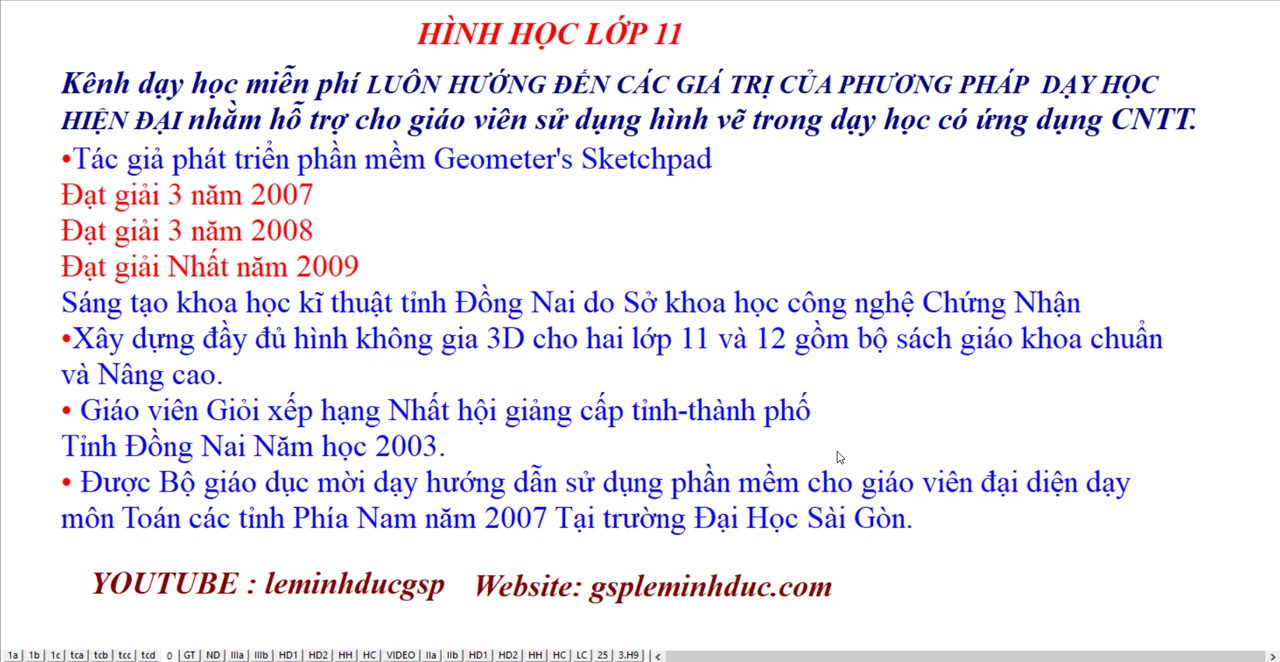 HÌNH HỌC LỚP 11
Kênh dạy học miễn phí LUÔN HƯỚNG ĐẾN CÁC GIÁ TRỊ CỦA PHƯƠNG PHÁP DẠY HỌC
HIỆN ĐẠI nhằm hỗ trợ cho giáo viên sử dụng hình vẽ trong dạy học có ứng dụng CNTT.
•Tác giả phát triển phần mềm Geometer's Sketchpad
Đạt giải 3 năm 2007
Đạt giải 3 năm 2008
Đạt giải Nhất năm 2009
Sáng tạo khoa học kĩ thuật tỉnh Đồng Nai do Sở khoa học công nghệ Chứng Nhận
•Xây dựng đầy đủ hình không gia 3D cho hai lớp 11 và 12 gồm bộ sách giáo khoa chuẩn
và Nâng cao.
• Giáo viên Giỏi xếp hạng Nhất hội giảng cấp tỉnh-thành phố
Tỉnh Đồng Nai Năm học 2003.
• Được Bộ giáo dục mời dạy hướng dẫn sử dụng phần mềm cho giáo viên đại diện dạy
môn Toán các tỉnh Phía Nam năm 2007 Tại trường Đại Học Sài Gòn.
YOUTUBE : leminhducgsp Website: gspleminhduc.com
1a 1b 1c tca tcb tcc tcd 0 GT ND IIIa IIIb HD1 HD2 HH HC VIDEO IIa IIb HD1 HD2 HH HC LC 25 3.H9